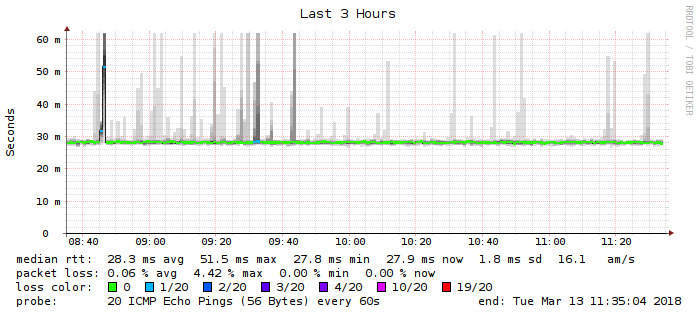 Last 3 Hours
RRDTOOL / TOBI OETIKER
Seconds
60 m
50 m
40 m
30 m
20 m
10 m
0
08:40 09:00 09:20 09:40 10:00 10:20 10:40 11:00 11:20
median rtt: 28.3 ms avg 51.5 ms max 27.8 ms min 27.9 ms now 1.8 ms sd 16.1 am/s
packet loss: 0.06 % avg 4.42 % max 0.00 % min 0.00 % now
loss color: 0 1/20 2/20 3/20 4/20 10/20 19/20
probe: 20 ICMP Echo Pings (56 Bytes) every 60s end: Tue Mar 13 11:35:04 2018